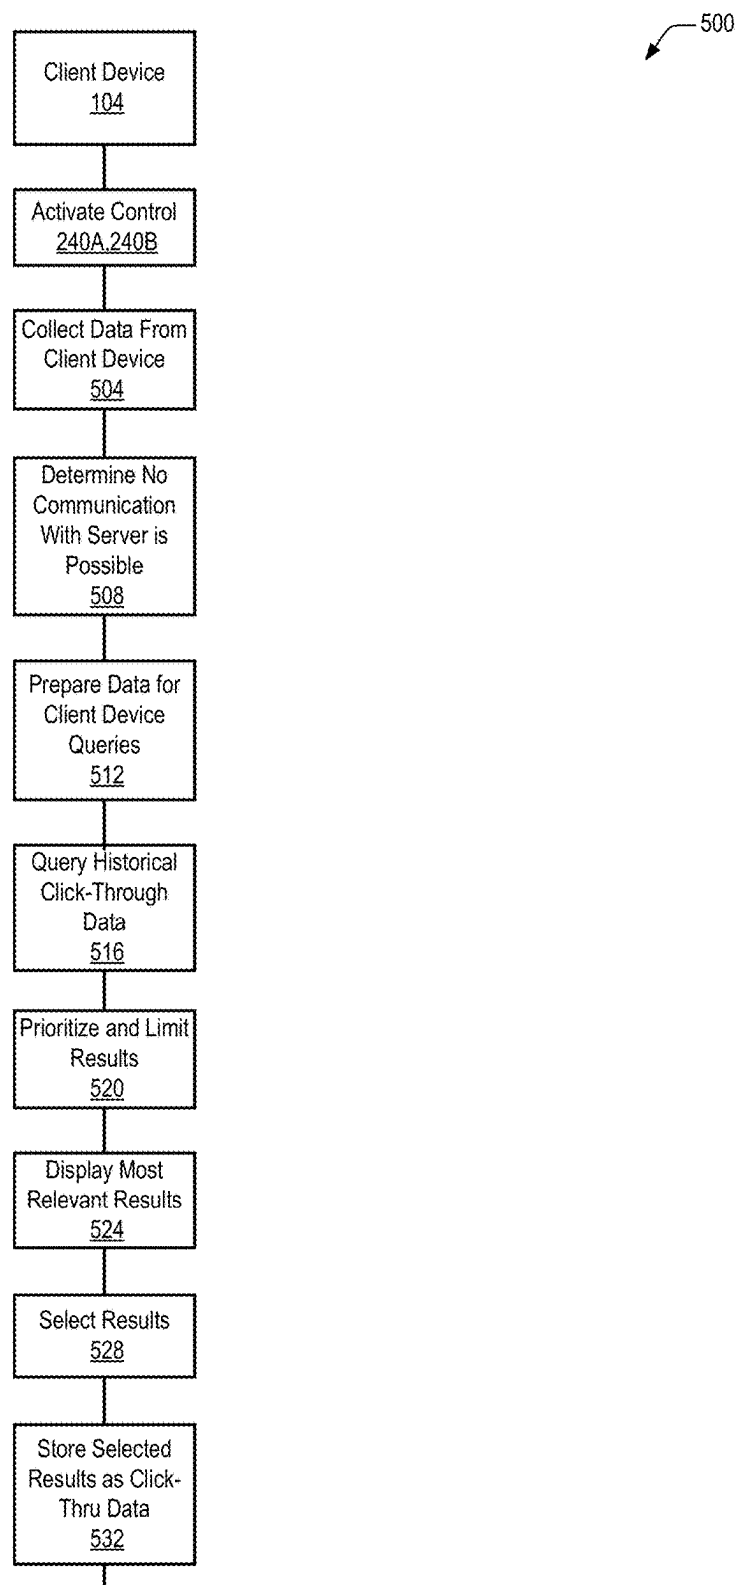 500
Client Device
104
Activate Control
240A,240B
Collect Data From
Client Device
504
Determine No
Communication
With Server is
Possible
508
Prepare Data for
Client Device
Queries
512
Query Historical
Click-Through
Data
516
Prioritize and Limit
Results
520
Display Most
Relevant Results
524
Select Results
528
Store Selected
Results as Click-
Thru Data
532